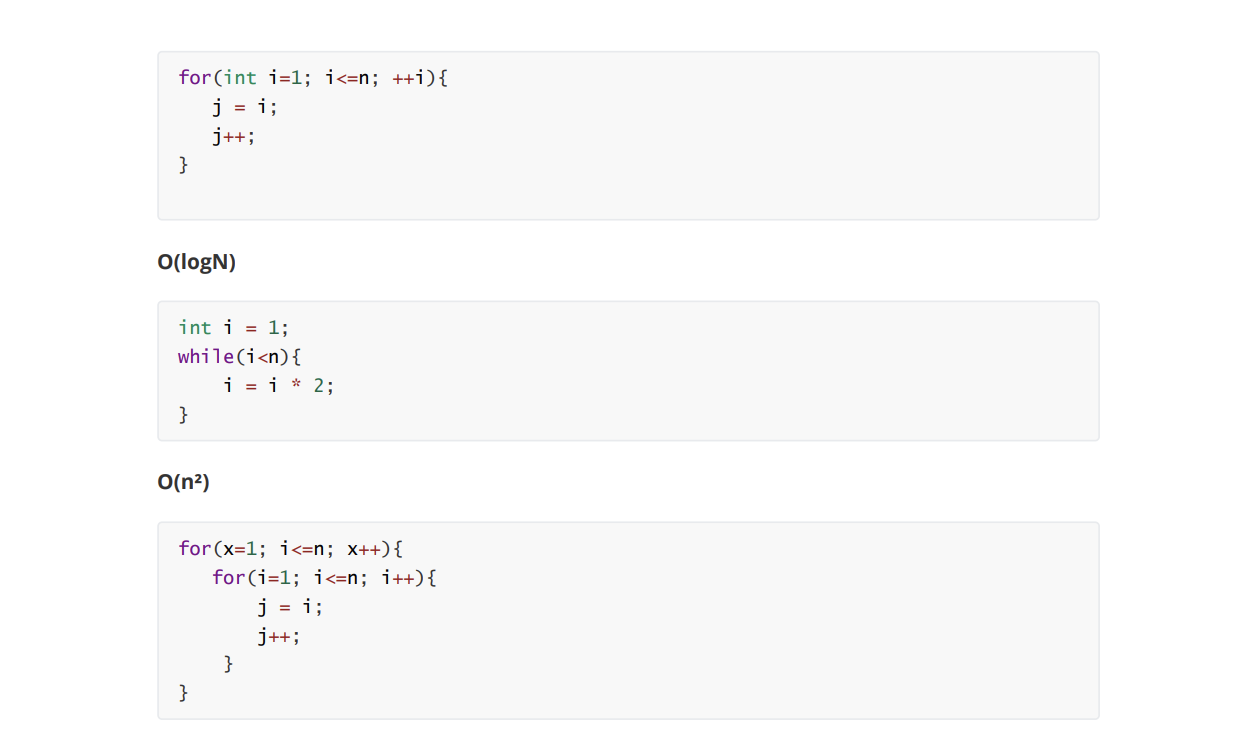 for(int i=1; i<=n; ++i){
   j = i;
   j++;
}
O(logN)
int i = 1;
while(i<n){
    i = i * 2;
}
O(n²)
for(x=1; i<=n; x++){
   for(i=1; i<=n; i++){
       j = i;
       j++;
    }
}